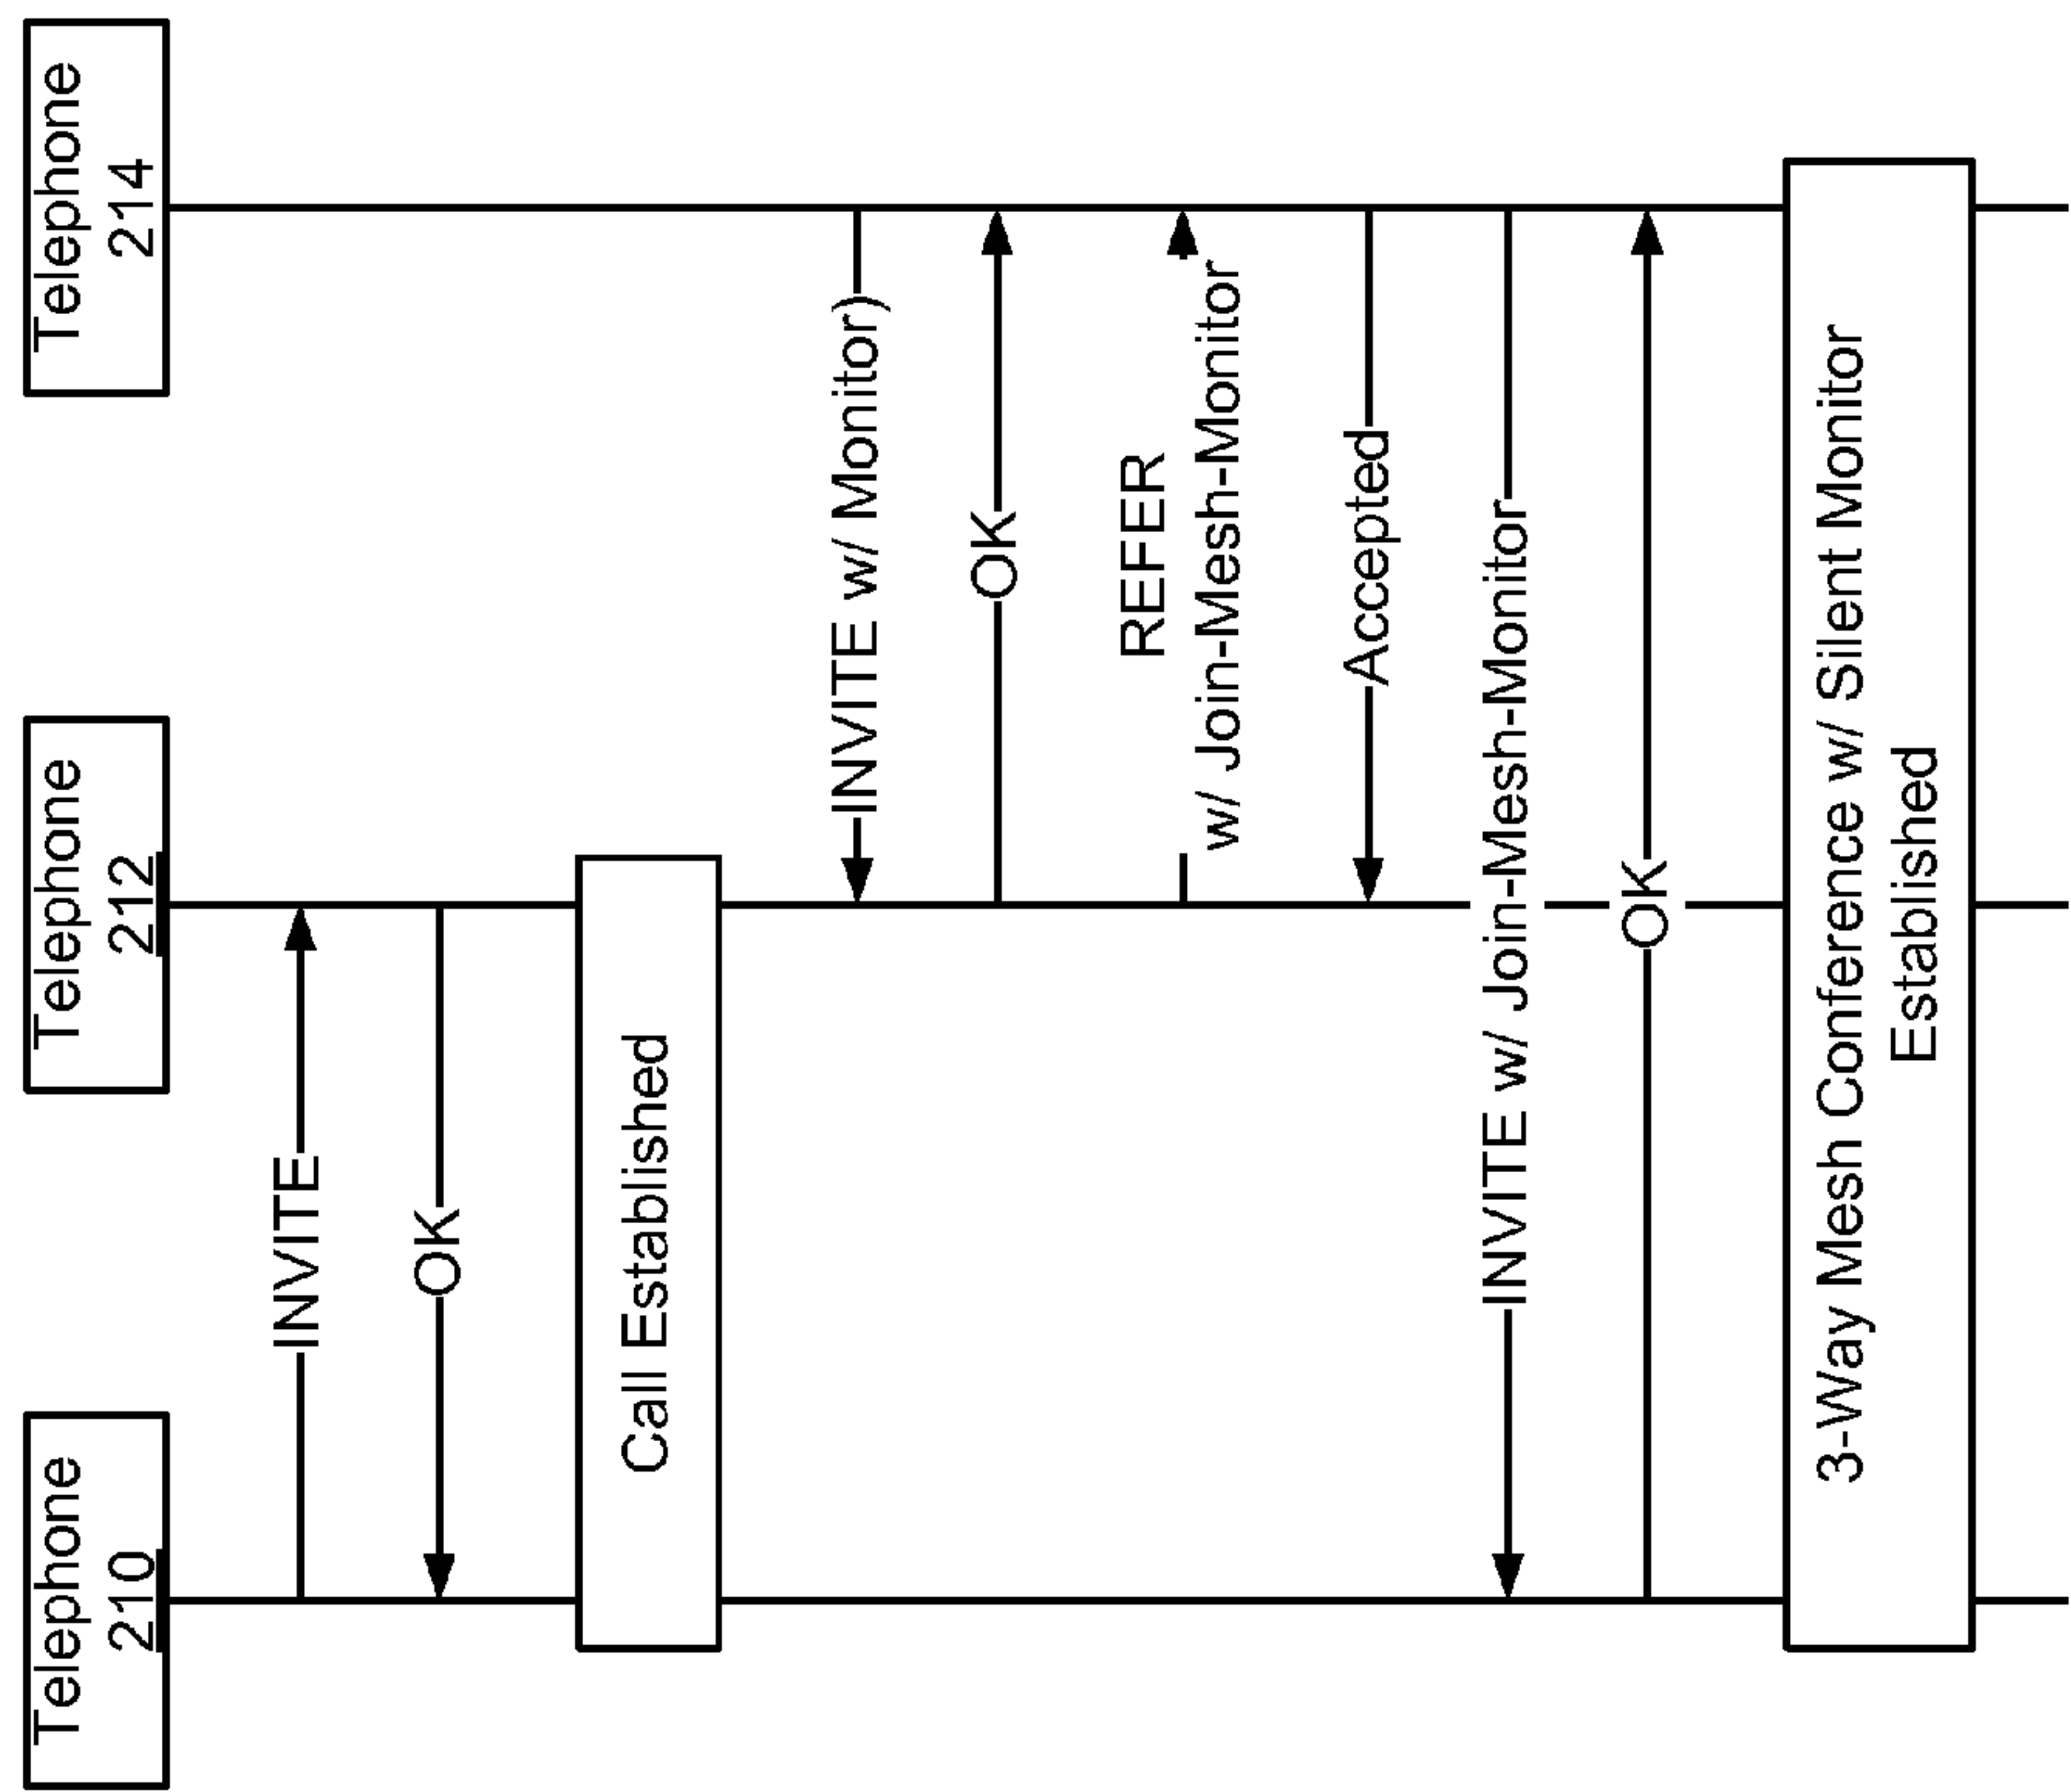 Telephone
210
Telephone
212
Telephone
214
INVITE
OK
Call Established
INVITE w/ Monitor)
OK
REFER
w/ Join-Mesh-Monitor
Accepted
INVITE w/ Join-Mesh-Monitor
OK
3-Way Mesh Conference w/ Silent Monitor
Established